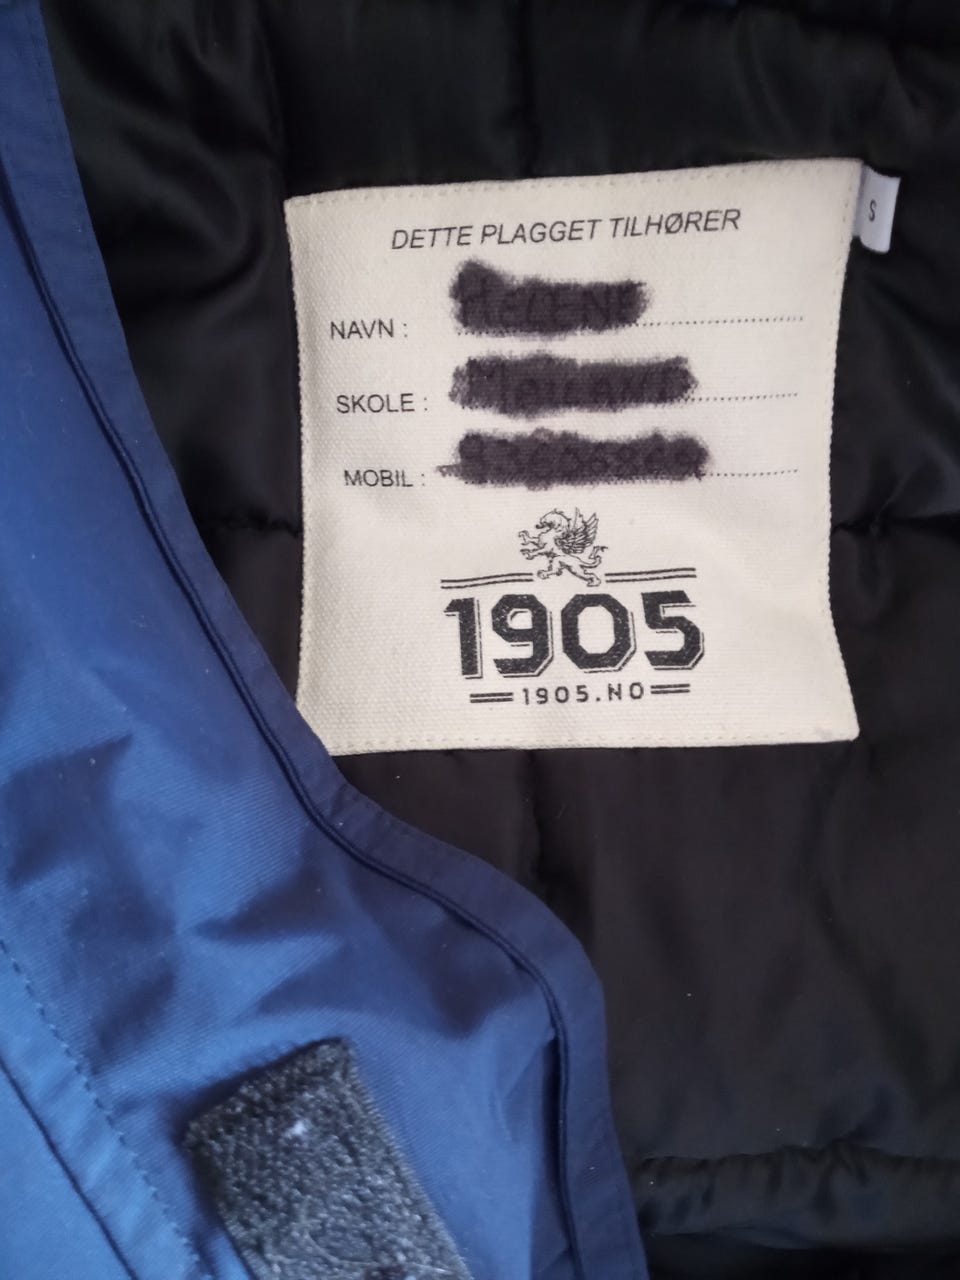 DETTE PLAGGET TILHØRER
NAVN :
SKOLE :
MOBIL :
1905
1905.NO
S